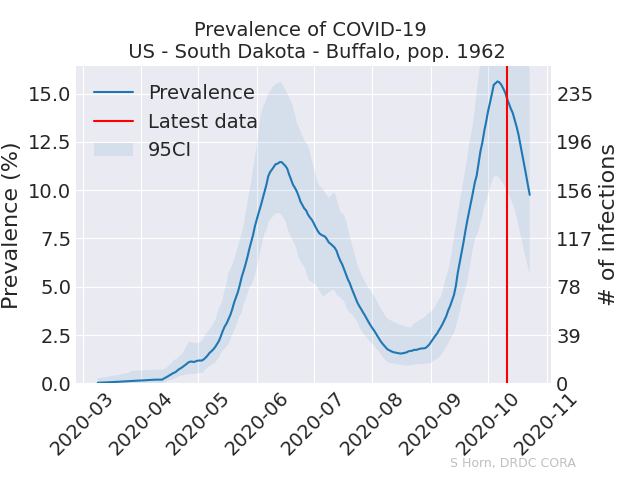 Prevalence of COVID-19
US - South Dakota - Buffalo, pop. 1962
Prevalence (%)
15.0
12.5
10.0
7.5
5.0
2.5
0.0
Prevalence
Latest data
95CI
235
196
156
117
78
39
0
# of infections
2020-03
2020-04
2020-05
2020-06
2020-07
2020-08
2020-09
2020-10
2020-11
S Horn, DRDC CORA